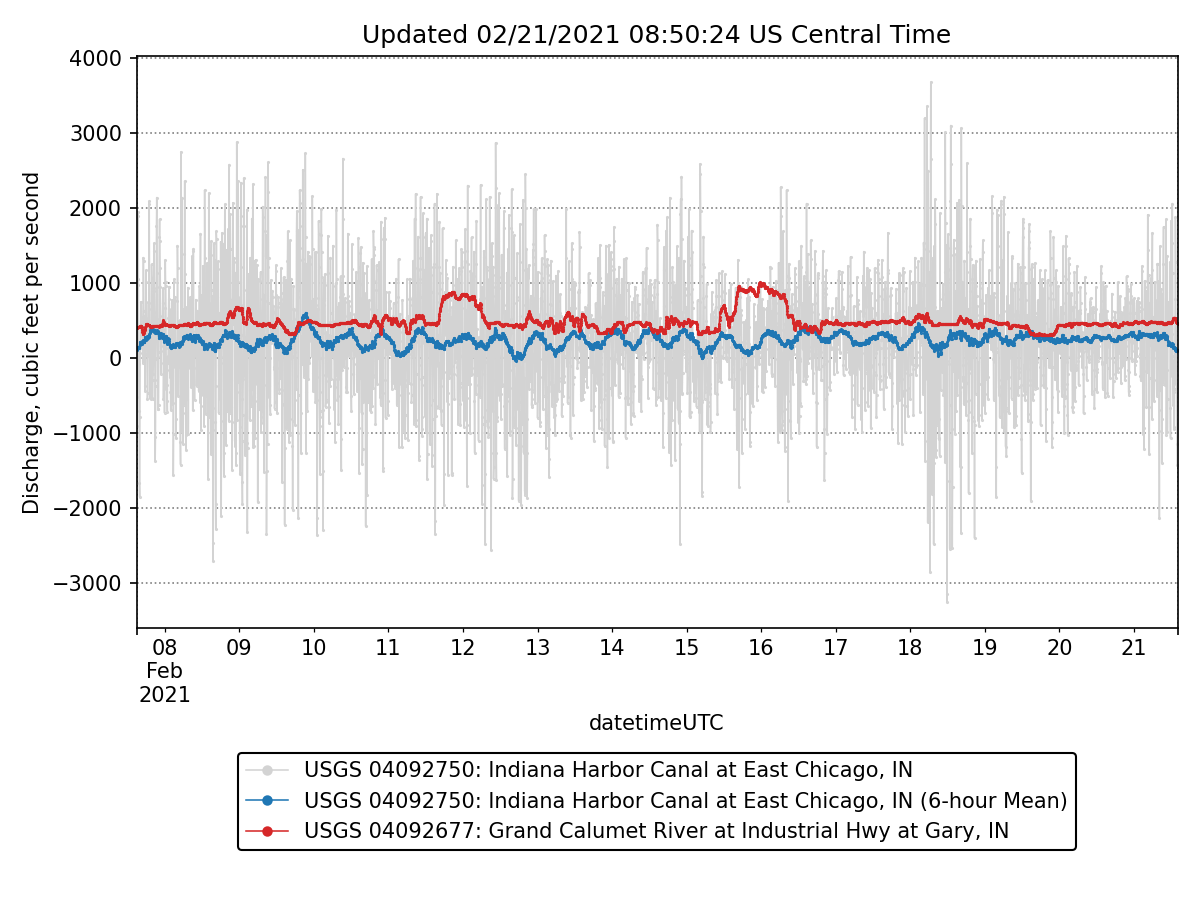 Updated 02/21/2021 08:50:24 US Central Time
Discharge, cubic feet per second
4000
3000
2000
1000
0
−1000
−2000
−3000
08 09 10 11 12 13 14 15 16 17 18 19 20 21
Feb
2021
datetimeUTC
USGS 04092750: Indiana Harbor Canal at East Chicago, IN
USGS 04092750: Indiana Harbor Canal at East Chicago, IN (6-hour Mean)
USGS 04092677: Grand Calumet River at Industrial Hwy at Gary, IN